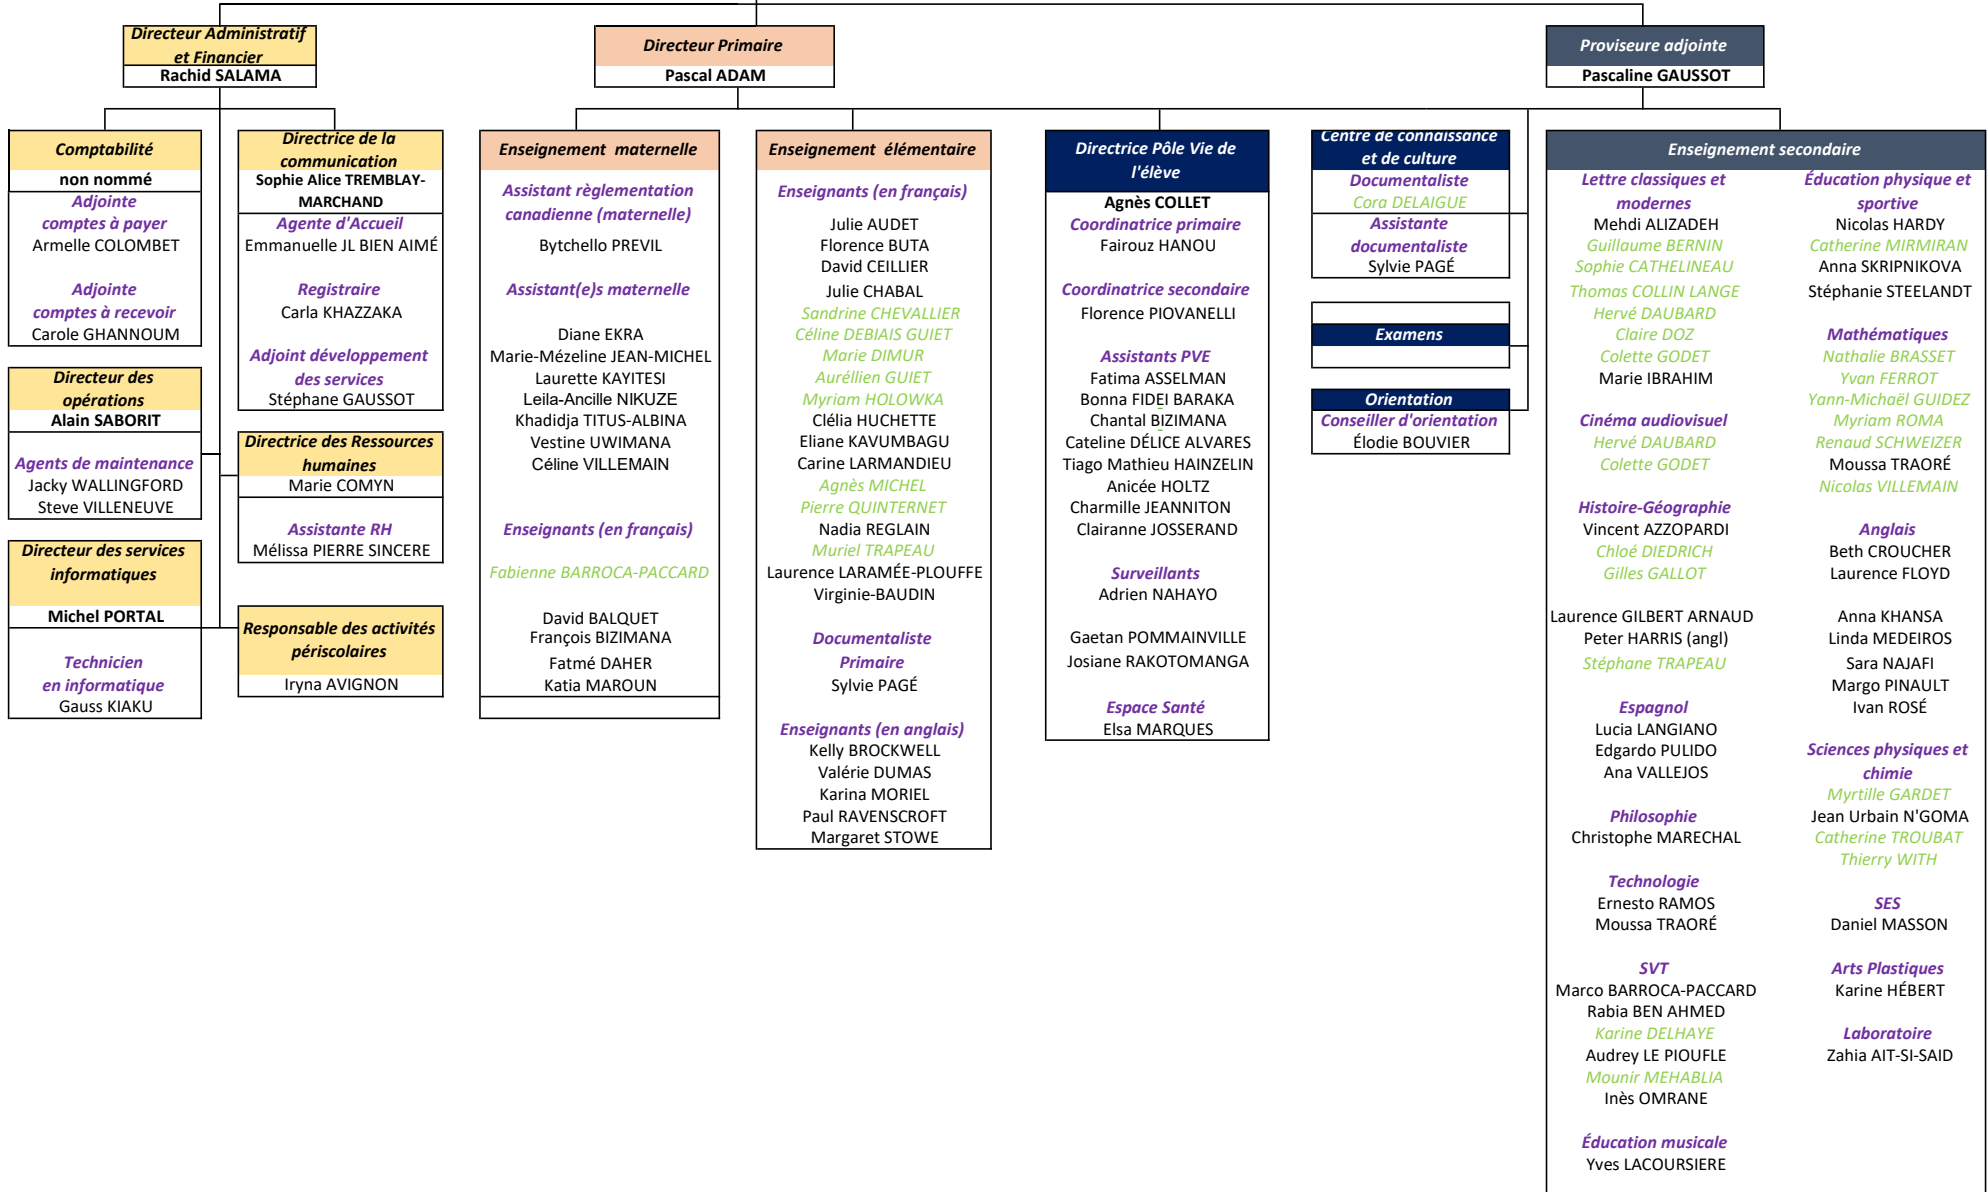 Directeur Administratif
et Financier
Rachid SALAMA
Directeur Primaire
Pascal ADAM
Proviseure adjointe
Pascaline GAUSSOT
Comptabilité
non nommé
Adjointe
comptes à payer
Armelle COLOMBET
Adjointe
comptes à recevoir
Carole GHANNOUM
Directeur des
opérations
Alain SABORIT
Agents de maintenance
Jacky WALLINGFORD
Steve VILLENEUVE
Directeur des services
informatiques
Michel PORTAL
Technicien
en informatique
Gauss KIAKU
Directrice de la
communication
Sophie Alice TREMBLAY-
MARCHAND
Agente d'Accueil
Emmanuelle JL BIEN AIMÉ
Registraire
Carla KHAZZAKA
Adjoint développement
des services
Stéphane GAUSSOT
Directrice des Ressources
humaines
Marie COMYN
Assistante RH
Mélissa PIERRE SINCERE
Responsable des activités
périscolaires
Iryna AVIGNON
Enseignement maternelle
Assistant règlementation
canadienne (maternelle)
Bytchello PREVIL
Assistant(e)s maternelle
Diane EKRA
Marie-Mézeline JEAN-MICHEL
Laurette KAYITESI
Leila-Ancille NIKUZE
Khadidja TITUS-ALBINA
Vestine UWIMANA
Céline VILLEMAIN
Enseignants (en français)
Fabienne BARROCA-PACCARD
David BALQUET
François BIZIMANA
Fatmé DAHER
Katia MAROUN
Enseignement élémentaire
Enseignants (en français)
Julie AUDET
Florence BUTA
David CEILLIER
Julie CHABAL
Sandrine CHEVALLIER
Céline DEBIAIS GUIET
Marie DIMUR
Auréllien GUIET
Myriam HOLOWKA
Clélia HUCHETTE
Eliane KAVUMBAGU
Carine LARMANDIEU
Agnès MICHEL
Pierre QUINTERNET
Nadia REGLAIN
Muriel TRAPEAU
Laurence LARAMÉE-PLOUFFE
Virginie-BAUDIN
Documentaliste
Primaire
Sylvie PAGÉ
Enseignants (en anglais)
Kelly BROCKWELL
Valérie DUMAS
Karina MORIEL
Paul RAVENSCROFT
Margaret STOWE
Directrice Pôle Vie de
l'élève
Agnès COLLET
Coordinatrice primaire
Fairouz HANOU
Coordinatrice secondaire
Florence PIOVANELLI
Assistants PVE
Fatima ASSELMAN
Bonna FIDEI BARAKA
Chantal BIZIMANA
Cateline DÉLICE ALVARES
Tiago Mathieu HAINZELIN
Anicée HOLTZ
Charmille JEANNITON
Clairanne JOSSERAND
Surveillants
Adrien NAHAYO
Gaetan POMMAINVILLE
Josiane RAKOTOMANGA
Espace Santé
Elsa MARQUES
Centre de connaissance
et de culture
Documentaliste
Cora DELAIGUE
Assistante
documentaliste
Sylvie PAGÉ
Examens
Orientation
Conseiller d'orientation
Élodie BOUVIER
Enseignement secondaire
Lettre classiques et
modernes
Mehdi ALIZADEH
Guillaume BERNIN
Sophie CATHELINEAU
Thomas COLLIN LANGE
Hervé DAUBARD
Claire DOZ
Colette GODET
Marie IBRAHIM
Cinéma audiovisuel
Hervé DAUBARD
Colette GODET
Histoire-Géographie
Vincent AZZOPARDI
Chloé DIEDRICH
Gilles GALLOT
Laurence GILBERT ARNAUD
Peter HARRIS (angl)
Stéphane TRAPEAU
Espagnol
Lucia LANGIANO
Edgardo PULIDO
Ana VALLEJOS
Philosophie
Christophe MARECHAL
Technologie
Ernesto RAMOS
Moussa TRAORÉ
SVT
Marco BARROCA-PACCARD
Rabia BEN AHMED
Karine DELHAYE
Audrey LE PIOUFLE
Mounir MEHABLIA
Inès OMRANE
Éducation musicale
Yves LACOURSIERE
Éducation physique et
sportive
Nicolas HARDY
Catherine MIRMIRAN
Anna SKRIPNIKOVA
Stéphanie STEELANDT
Mathématiques
Nathalie BRASSET
Yvan FERROT
Yann-Michaël GUIDEZ
Myriam ROMA
Renaud SCHWEIZER
Moussa TRAORÉ
Nicolas VILLEMAIN
Anglais
Beth CROUCHER
Laurence FLOYD
Anna KHANSA
Linda MEDEIROS
Sara NAJAFI
Margo PINAULT
Ivan ROSÉ
Sciences physiques et
chimie
Myrtille GARDET
Jean Urbain N'GOMA
Catherine TROUBAT
Thierry WITH
SES
Daniel MASSON
Arts Plastiques
Karine HÉBERT
Laboratoire
Zahia AIT-SI-SAID